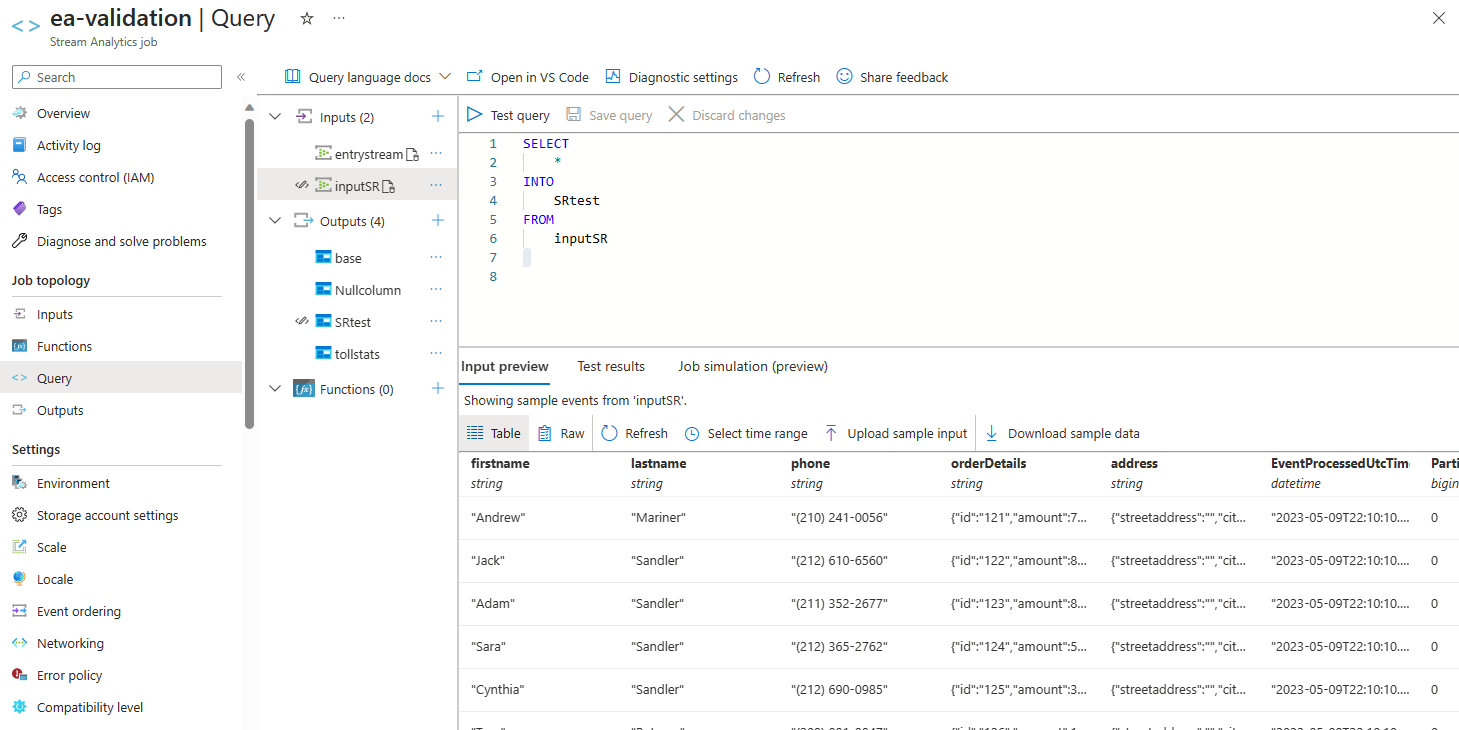 ea-validation | Query
Stream Analytics job
Search
Overview
Activity log
Access control (IAM)
Tags
Diagnose and solve problems
Job topology
Inputs
Functions
Query
Outputs
Settings
Environment
Storage account settings
Scale
Locale
Event ordering
Networking
Error policy
Compatibility level
Query language docs
Open in VS Code
Diagnostic settings
Refresh
Share feedback
Inputs (2)
entrystream
inputSR
Outputs (4)
base
Nullcolumn
SRtest
tollstats
Functions (0)
Test query
Save query
Discard changes
1 SELECT
2 *
3 INTO
4 SRtest
5 FROM
6 inputSR
7
8
Input preview
Test results
Job simulation (preview)
Showing sample events from 'inputSR'.
Table
Raw
Refresh
Select time range
Upload sample input
Download sample data
firstname lastname phone orderDetails address EventProcessedUtcTime Parti
string string string string string datetime bigin
"Andrew" "Mariner" "(210) 241-0056" {"id":"121","amount":7... {"streetaddress":"","cit... "2023-05-09T22:10:10.... 0
"Jack" "Sandler" "(212) 610-6560" {"id":"122","amount":8... {"streetaddress":"","cit... "2023-05-09T22:10:10.... 0
"Adam" "Sandler" "(211) 352-2677" {"id":"123","amount":8... {"streetaddress":"","cit... "2023-05-09T22:10:10.... 0
"Sara" "Sandler" "(212) 365-2762" {"id":"124","amount":5... {"streetaddress":"","cit... "2023-05-09T22:10:10.... 0
"Cynthia" "Sandler" "(212) 690-0985" {"id":"125","amount":3... {"streetaddress":"","cit... "2023-05-09T22:10:10.... 0